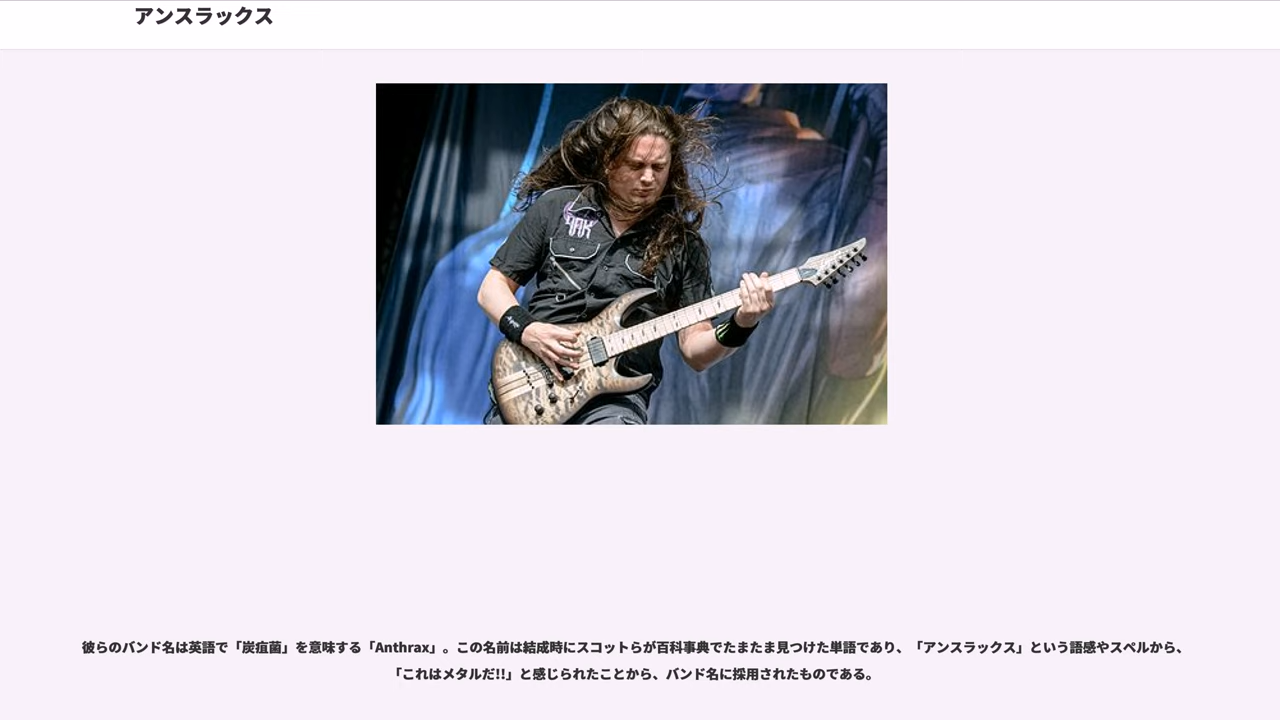 アンスラックス
彼らのバンド名は英語で「炭疽菌」を意味する「Anthrax」。この名前は結成時にスコットらが百科事典でたまたま見つけた単語であり、「アンスラックス」という語感やスペルから、
「これはメタルだ!!」と感じられたことから、バンド名に採用されたものである。